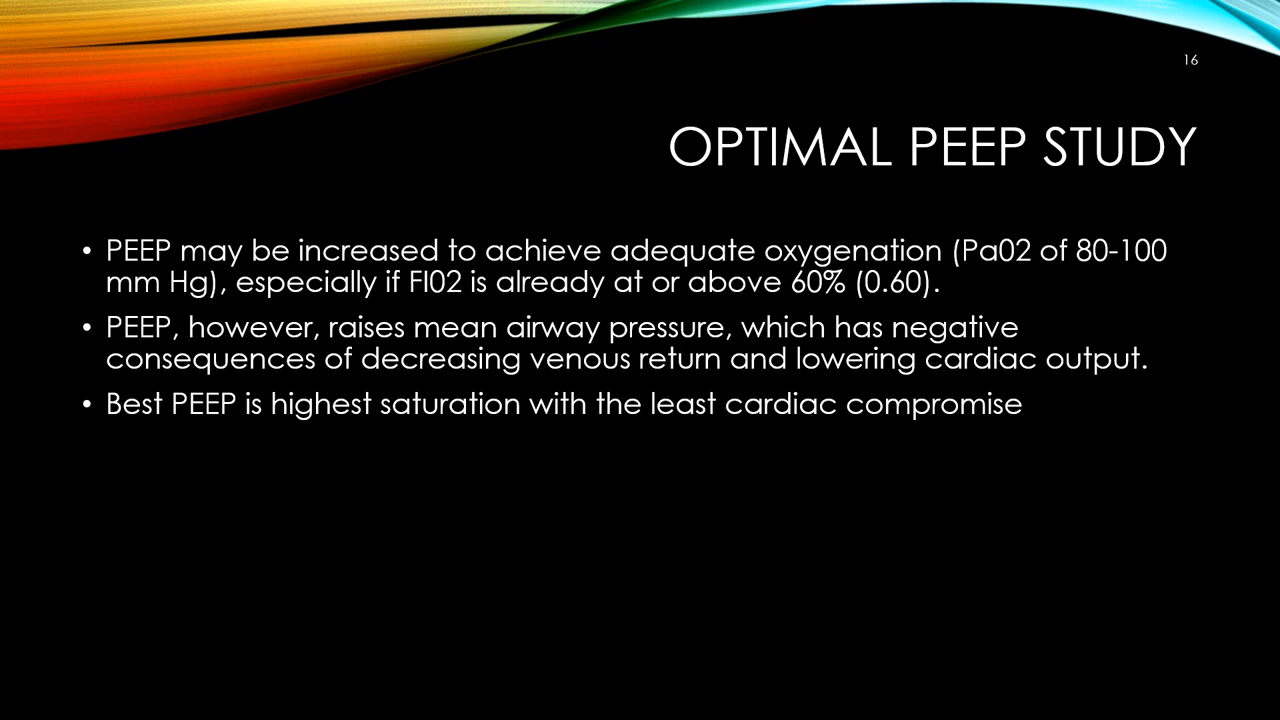 16
OPTIMAL PEEP STUDY
• PEEP may be increased to achieve adequate oxygenation (Pa02 of 80-100
mm Hg), especially if FI02 is already at or above 60% (0.60).
• PEEP, however, raises mean airway pressure, which has negative
consequences of decreasing venous return and lowering cardiac output.
• Best PEEP is highest saturation with the least cardiac compromise